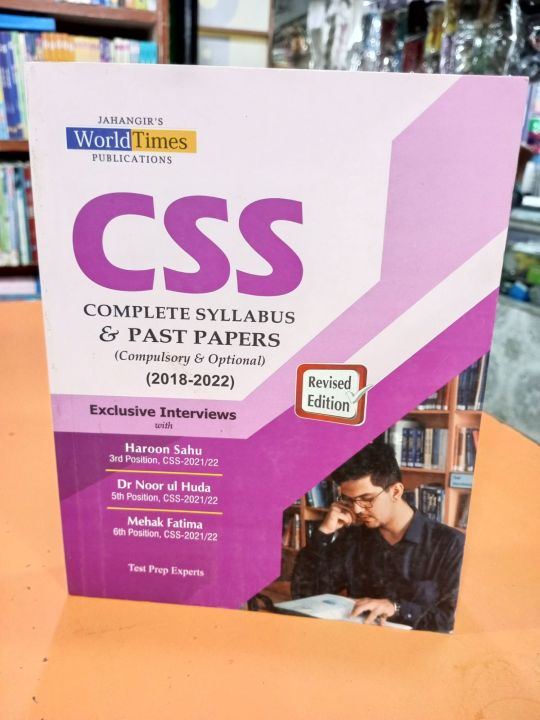 JAHANGIR'S
WorldTimes
PUBLICATIONS
CSS
COMPLETE SYLLABUS
& PAST PAPERS
(Compulsory & Optional)
(2018-2022)
Revised
Edition
Exclusive Interviews
with
Haroon Sahu
3rd Position, CSS-2021/22
Dr Noor ul Huda
5th Position, CSS-2021/22
Mehak Fatima
6th Position, CSS-2021/22
Test Prep Experts